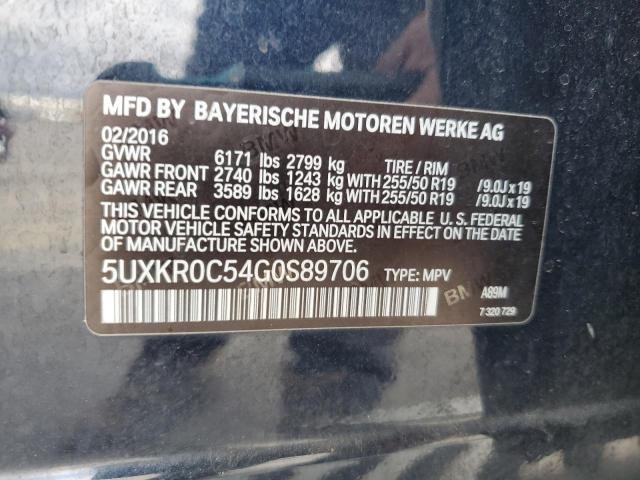 MFD BY BAYERISCHE MOTOREN WERKE AG
02/2016
GVWR 6171 lbs 2799 kg TIRE / RIM
GAWR FRONT 2740 lbs 1243 kg WITH 255/50 R19 /9.0J x 19
GAWR REAR 3589 lbs 1628 kg WITH 255/50 R19 /9.0J x 19
THIS VEHICLE CONFORMS TO ALL APPLICABLE U. S. FEDERAL
MOTOR VEHICLE SAFETY STANDARDS IN EFFECT
ON THE DATE OF MANUFACTURE SHOWN ABOVE.
5UXKR0C54G0S89706 TYPE: MPV
A89M
7 320 729